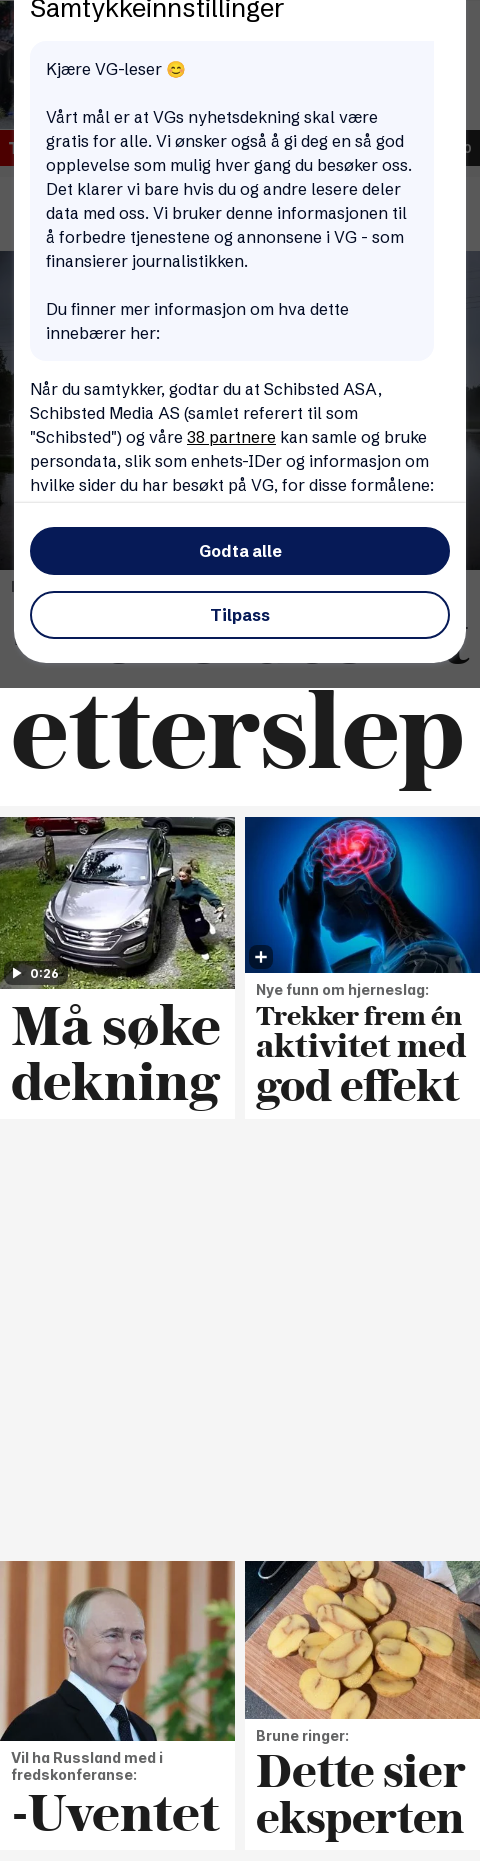 Samtykkeinnstillinger
Kjære VG-leser 😊
Vårt mål er at VGs nyhetsdekning skal være
gratis for alle. Vi ønsker også å gi deg en så god
opplevelse som mulig hver gang du besøker oss.
Det klarer vi bare hvis du og andre lesere deler
data med oss. Vi bruker denne informasjonen til
å forbedre tjenestene og annonsene i VG - som
finansierer journalistikken.
Du finner mer informasjon om hva dette
innebærer her:
Når du samtykker, godtar du at Schibsted ASA,
Schibsted Media AS (samlet referert til som
"Schibsted") og våre 38 partnere kan samle og bruke
persondata, slik som enhets-IDer og informasjon om
hvilke sider du har besøkt på VG, for disse formålene:
Godta alle
Tilpass
etterslep
0:26
Må søke
dekning
Nye funn om hjerneslag:
Trekker frem én
aktivitet med
god effekt
Vil ha Russland med i
fredskonferanse:
-Uventet
Brune ringer:
Dette sier
eksperten